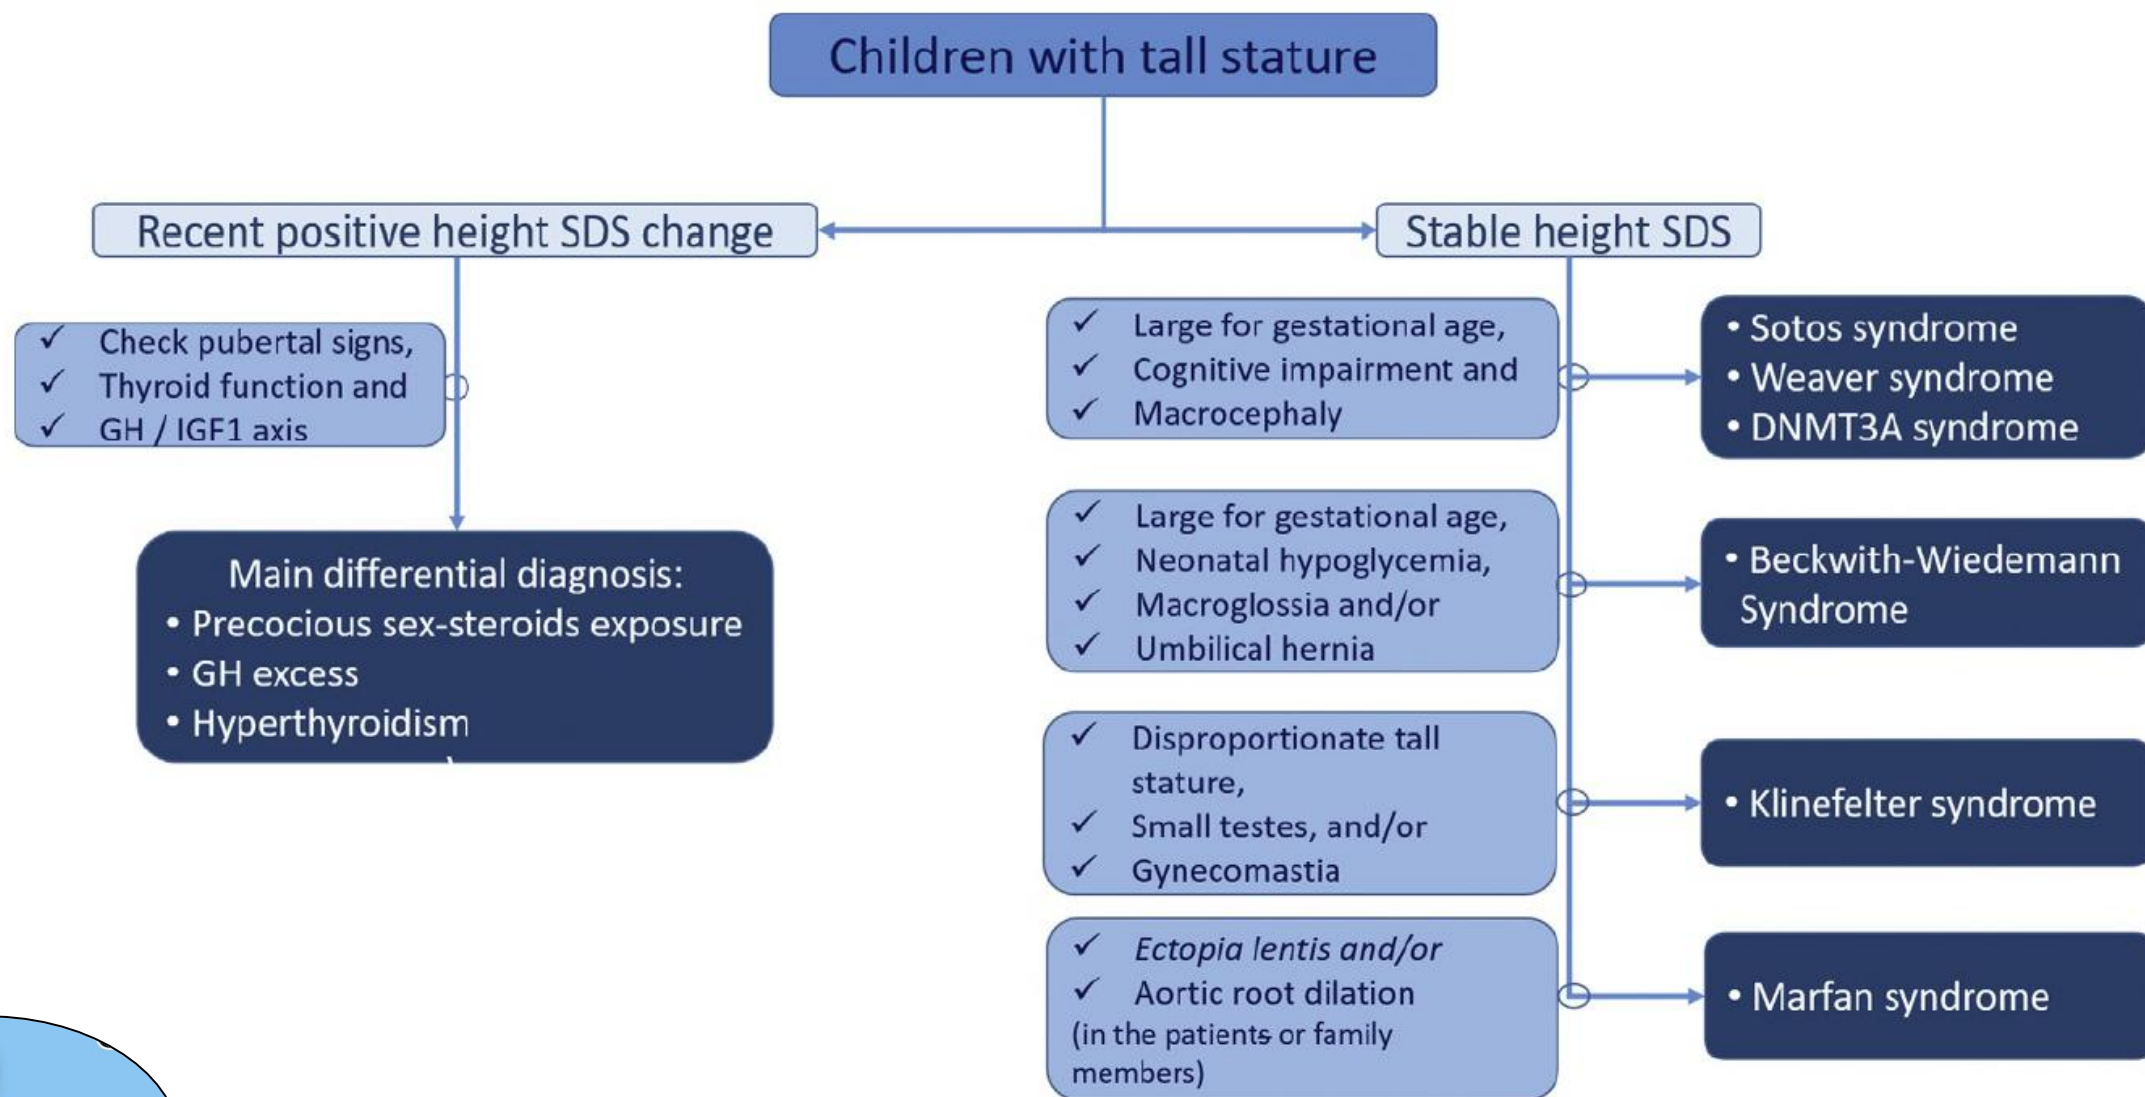 Children with tall stature
Recent positive height SDS change
Stable height SDS
✓ Check pubertal signs,
✓ Thyroid function and
✓ GH / IGF1 axis
Main differential diagnosis:
• Precocious sex-steroids exposure
• GH excess
• Hyperthyroidism
✓ Large for gestational age,
✓ Cognitive impairment and
✓ Macrocephaly
• Sotos syndrome
• Weaver syndrome
• DNMT3A syndrome
✓ Large for gestational age,
✓ Neonatal hypoglycemia,
✓ Macroglossia and/or
✓ Umbilical hernia
• Beckwith-Wiedemann
Syndrome
✓ Disproportionate tall
stature,
✓ Small testes, and/or
✓ Gynecomastia
• Klinefelter syndrome
✓ Ectopia lentis and/or
✓ Aortic root dilation
(in the patients or family
members)
• Marfan syndrome